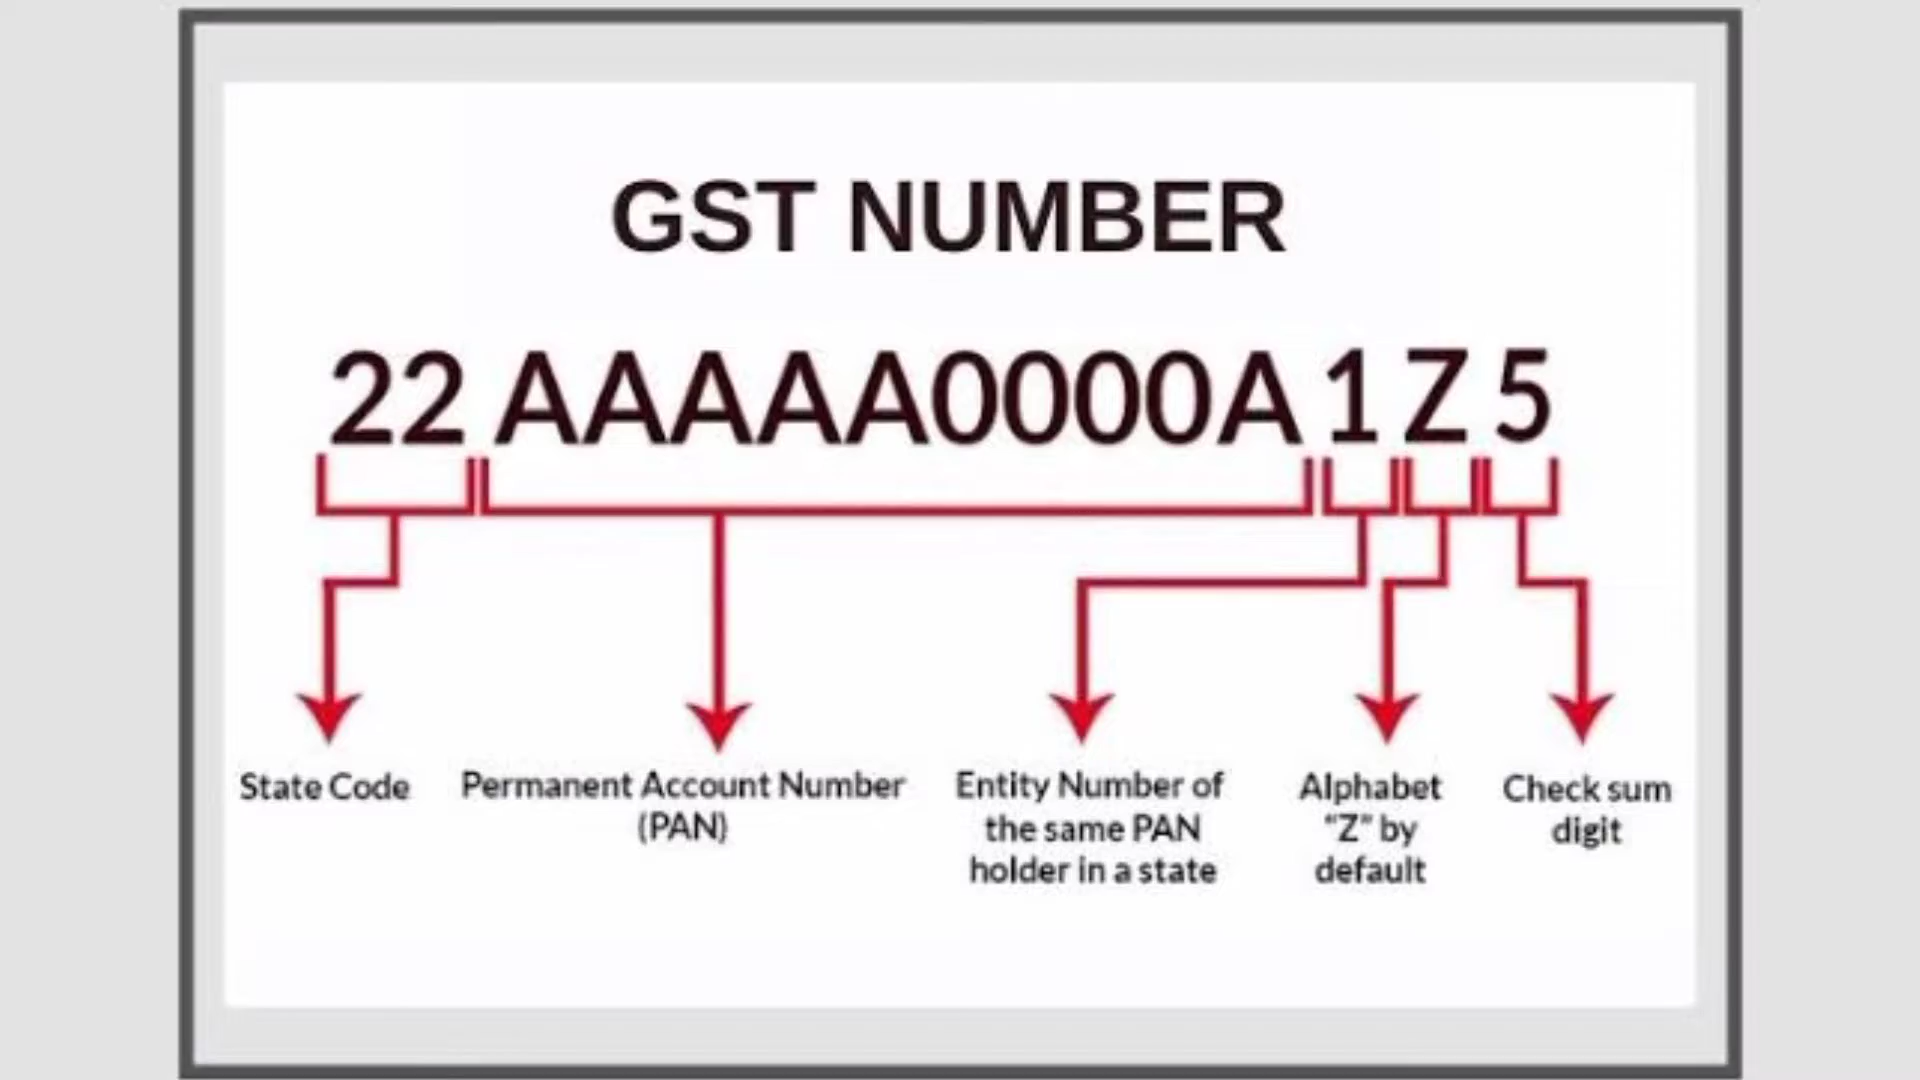 GST NUMBER
22 AAAAA0000A 1 Z 5
State Code
Permanent Account Number
(PAN)
Entity Number of
the same PAN
holder in a state
Alphabet
“Z” by
default
Check sum
digit